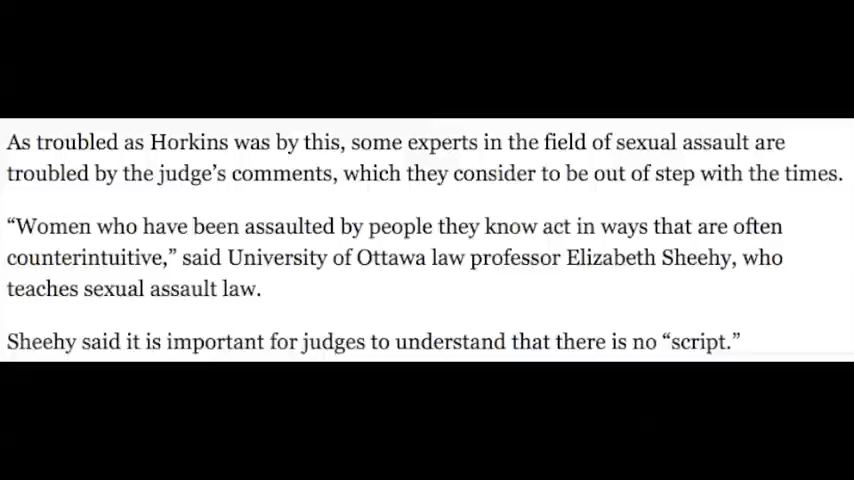 As troubled as Horkins was by this, some experts in the field of sexual assault are
troubled by the judge’s comments, which they consider to be out of step with the times.
“Women who have been assaulted by people they know act in ways that are often
counterintuitive,” said University of Ottawa law professor Elizabeth Sheehy, who
teaches sexual assault law.
Sheehy said it is important for judges to understand that there is no “script.”